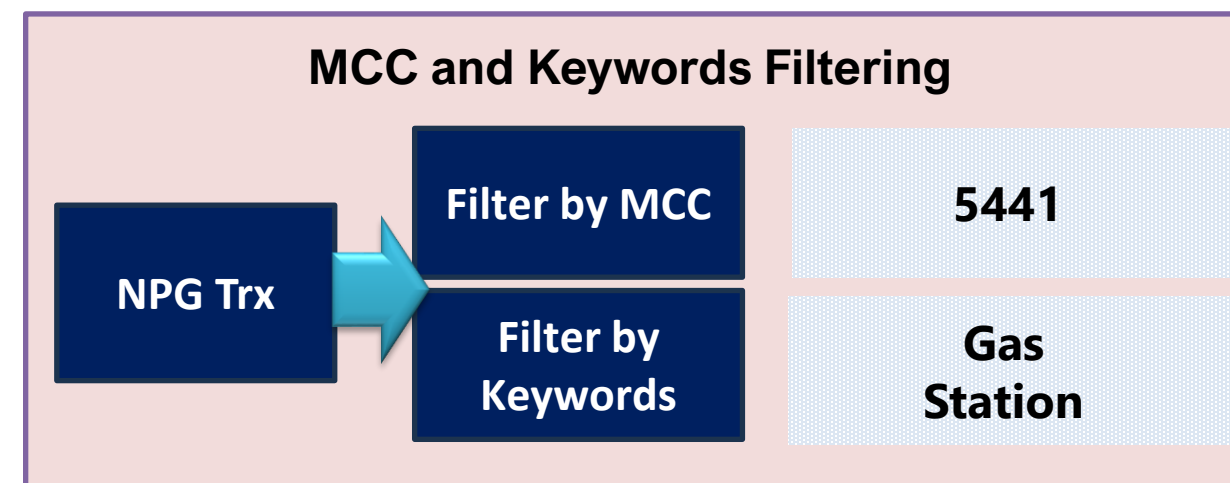 MCC and Keywords Filtering
NPG Trx
Filter by MCC
5441
Filter by
Keywords
Gas
Station